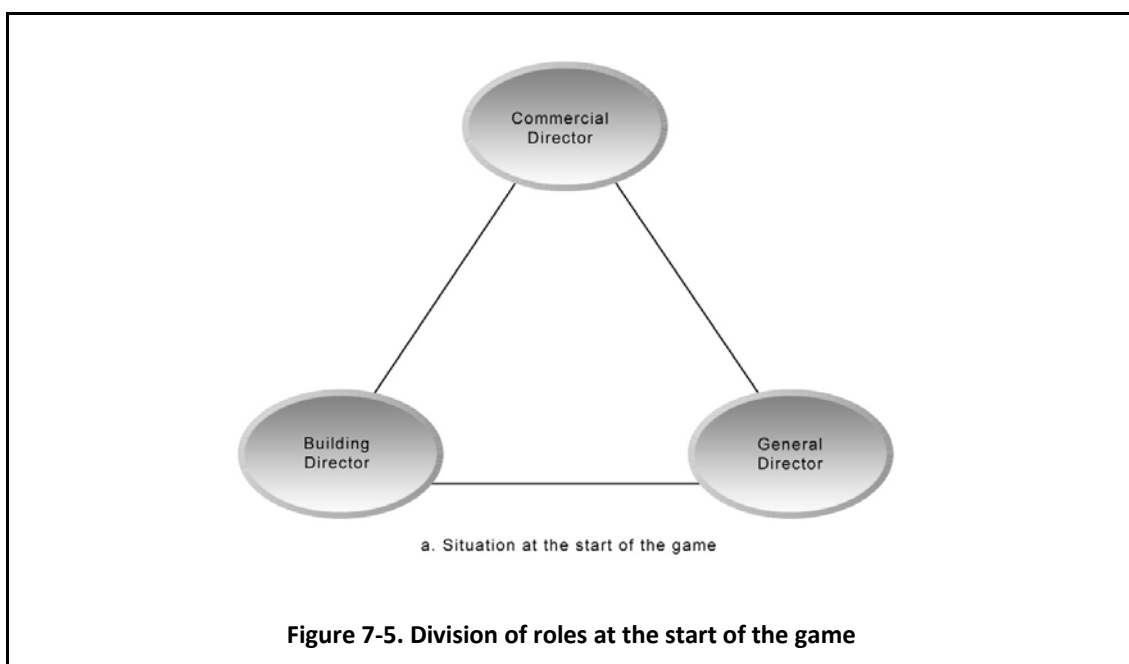 Commercial
Director
Building
Director
General
Director
a. Situation at the start of the game
Figure 7-5. Division of roles at the start of the game